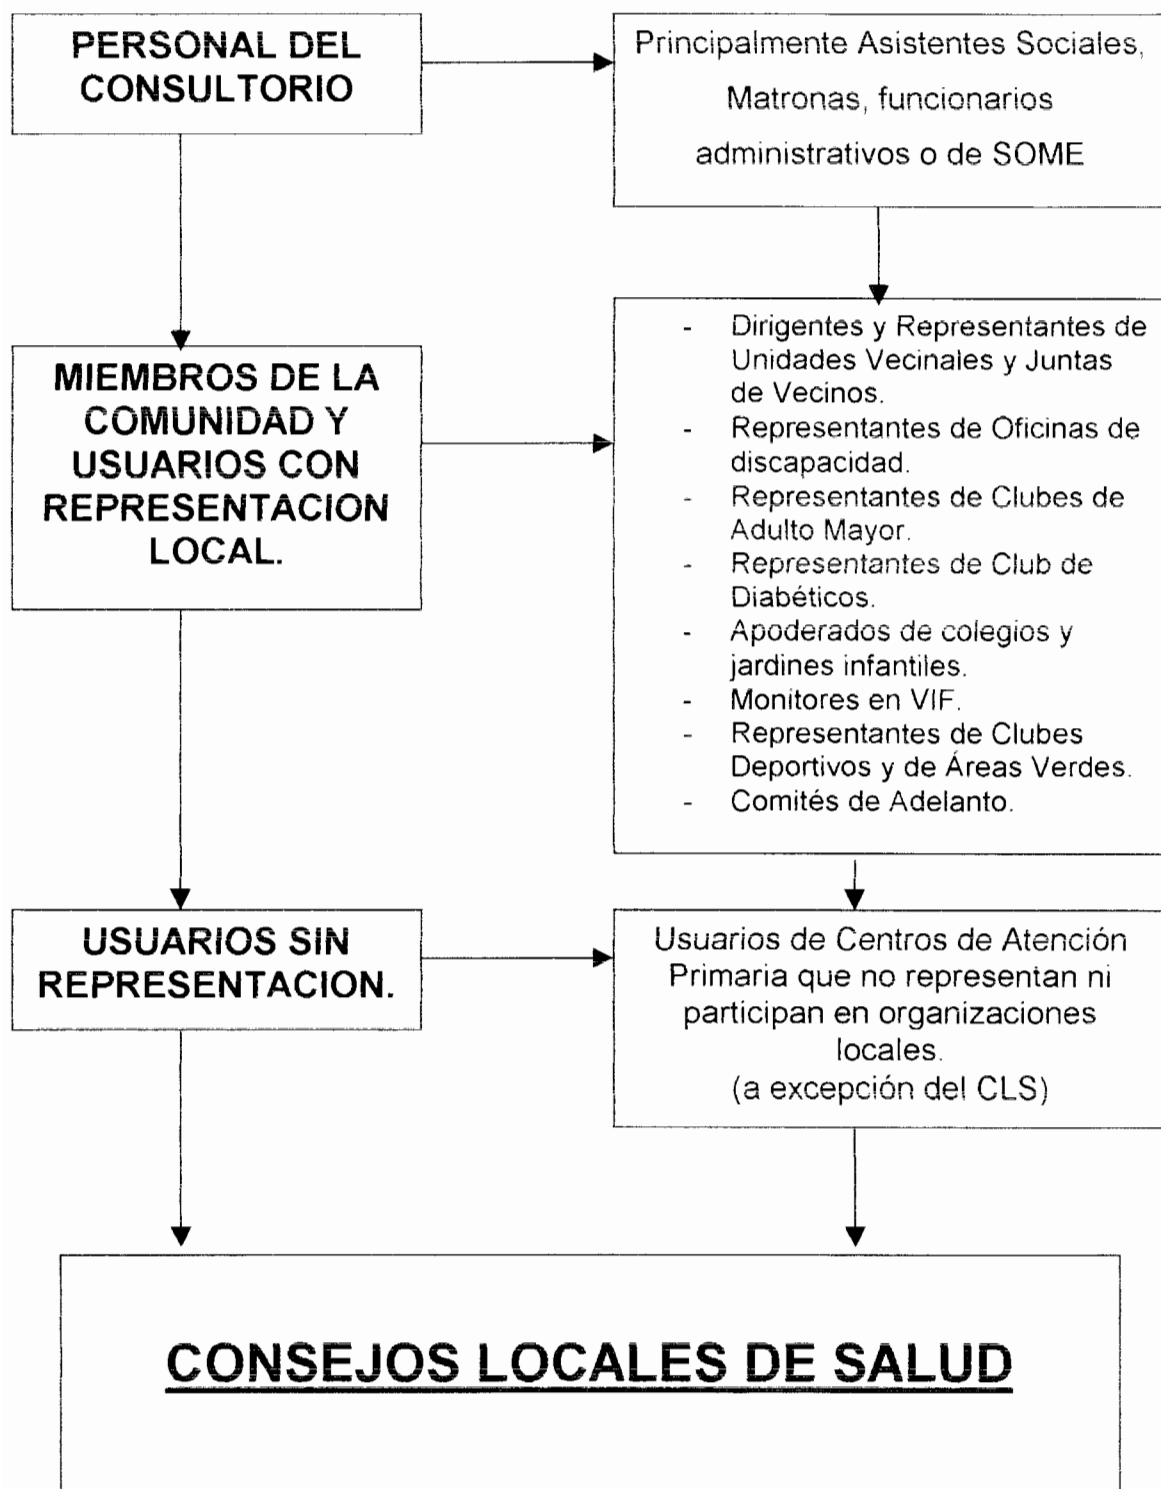 PERSONAL DEL
CONSULTORIO
Principalmente Asistentes Sociales,
Matronas, funcionarios
administrativos o de SOME
MIEMBROS DE LA
COMUNIDAD Y
USUARIOS CON
REPRESENTACION
LOCAL.
- Dirigentes y Representantes de
Unidades Vecinales y Juntas
de Vecinos.
- Representantes de Oficinas de
discapacidad.
- Representantes de Clubes de
Adulto Mayor.
- Representantes de Club de
Diabéticos.
- Apoderados de colegios y
jardines infantiles.
- Monitores en VIF.
- Representantes de Clubes
Deportivos y de Áreas Verdes.
- Comités de Adelanto.
USUARIOS SIN
REPRESENTACION.
Usuarios de Centros de Atención
Primaria que no representan ni
participan en organizaciones
locales.
(a excepción del CLS)
CONSEJOS LOCALES DE SALUD